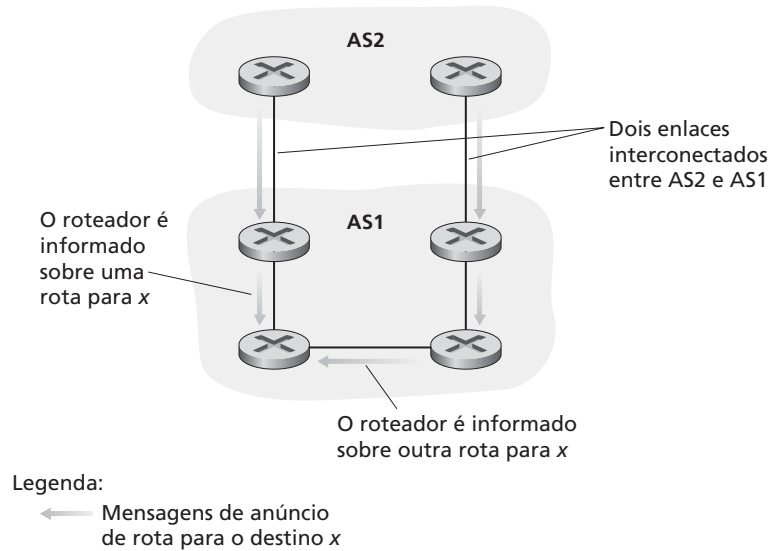 AS2
Dois enlaces
interconectados
entre AS2 e AS1
AS1
O roteador é
informado
sobre uma
rota para x
O roteador é informado
sobre outra rota para x
Legenda:
Mensagens de anúncio
de rota para o destino x